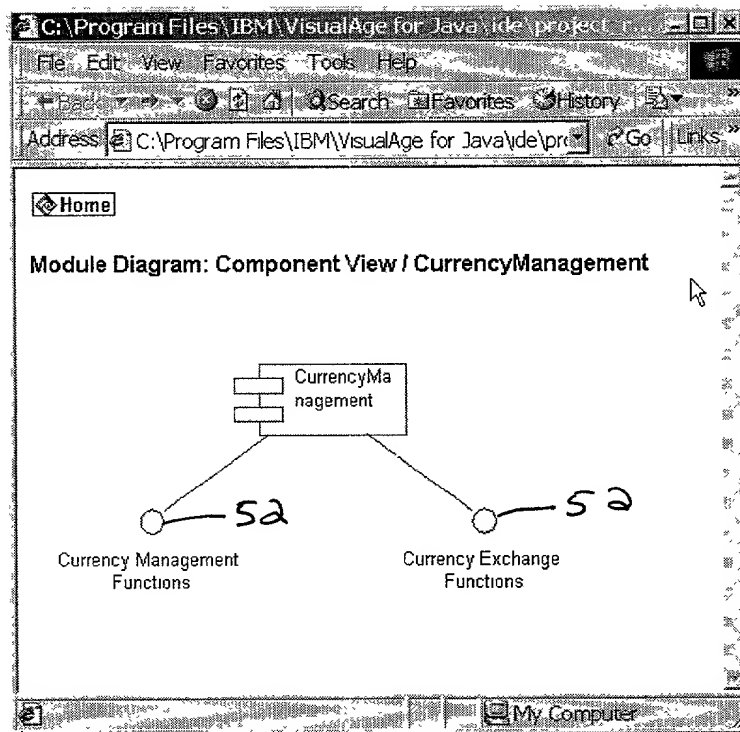 C:\Program Files\IBM\VisualAge for Java\ide\project_r...
File Edit View Favorites Tools Help
Back Search Favorites History »
Address C:\Program Files\IBM\VisualAge for Java\ide\pro Go Links »
Home
Module Diagram: Component View / CurrencyManagement
CurrencyMa
nagement
52 52
Currency Management Currency Exchange
Functions Functions
My Computer